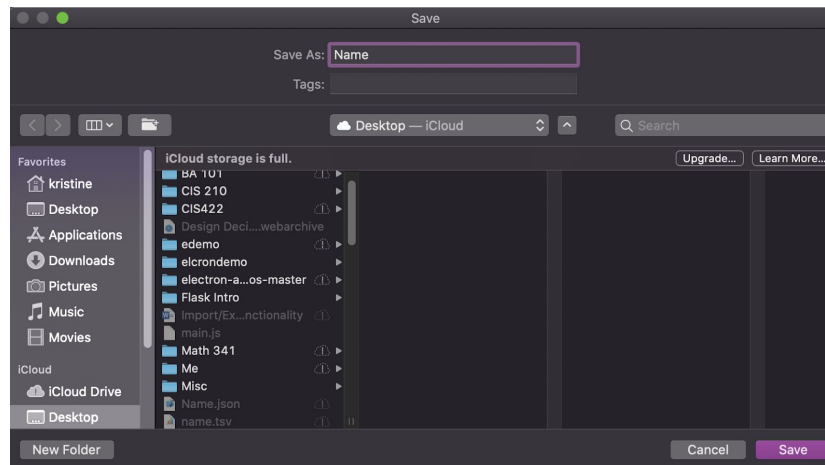 Save
Save As: Name
Tags:
Desktop — iCloud
Search
Favorites
kristine
Desktop
Applications
Downloads
Pictures
Music
Movies
iCloud
iCloud Drive
Desktop
iCloud storage is full.
Upgrade...
Learn More...
BA 101
CIS 210
CIS422
Design Deci....webarchive
edemo
elcrondemo
electron-a...os-master
Flask Intro
Import/Ex...nctionality
main.js
Math 341
Me
Misc
Name.json
name.tsv
New Folder
Cancel
Save